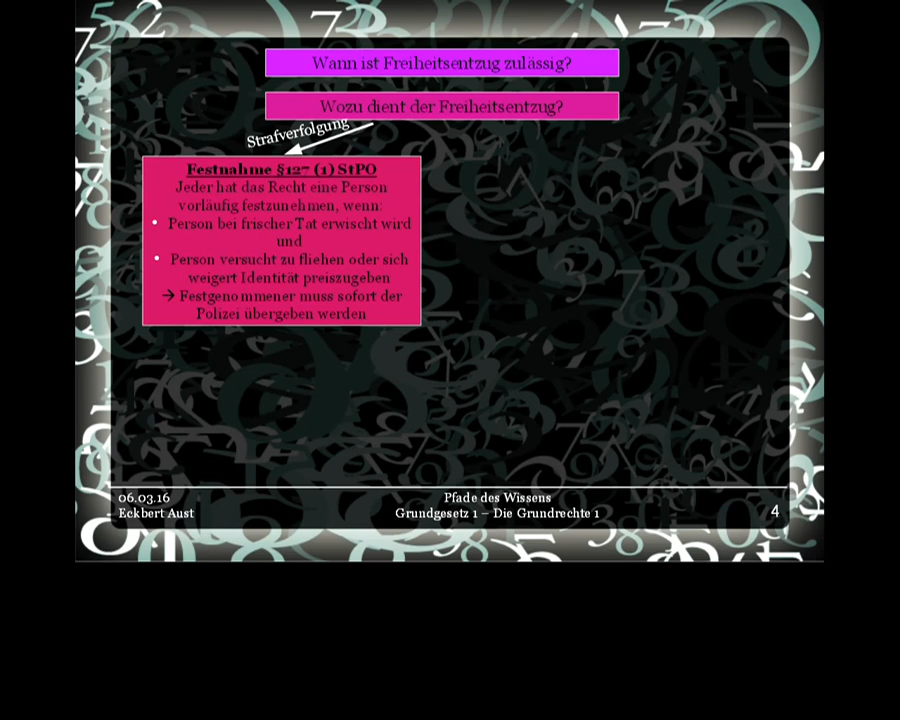 Wann ist Freiheitsentzug zulässig?
Wozu dient der Freiheitsentzug?
Strafverfolgung
Festnahme §127 (1) StPO
Jeder hat das Recht eine Person
vorläufig festzunehmen, wenn:
• Person bei frischer Tat erwischt wird
und
• Person versucht zu fliehen oder sich
weigert Identität preiszugeben
→ Festgenommener muss sofort der
Polizei übergeben werden
06.03.16
Eckbert Aust
Pfade des Wissens
Grundgesetz 1 – Die Grundrechte 1
4